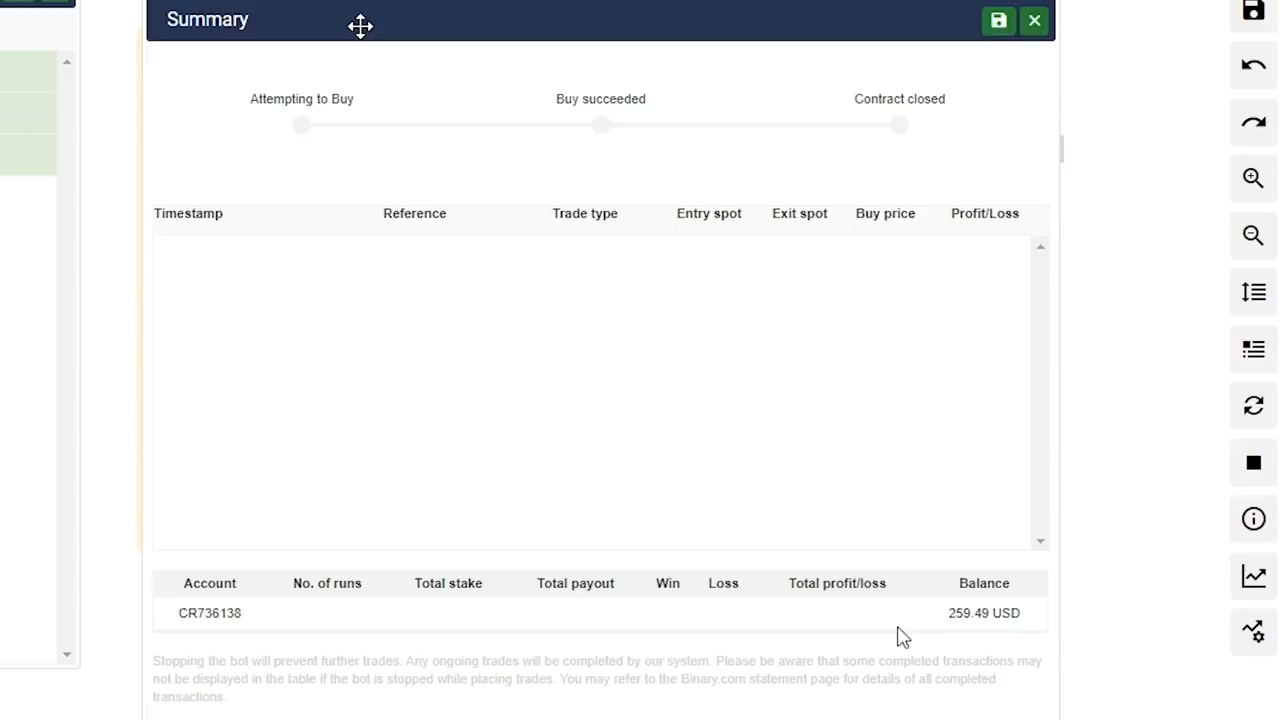 Summary
Attempting to Buy Buy succeeded Contract closed
Timestamp Reference Trade type Entry spot Exit spot Buy price Profit/Loss
Account No. of runs Total stake Total payout Win Loss Total profit/loss Balance
CR736138 259.49 USD
Stopping the bot will prevent further trades. Any ongoing trades will be completed by our system. Please be aware that some completed transactions may
not be displayed in the table if the bot is stopped while placing trades. You may refer to the Binary.com statement page for details of all completed
transactions.